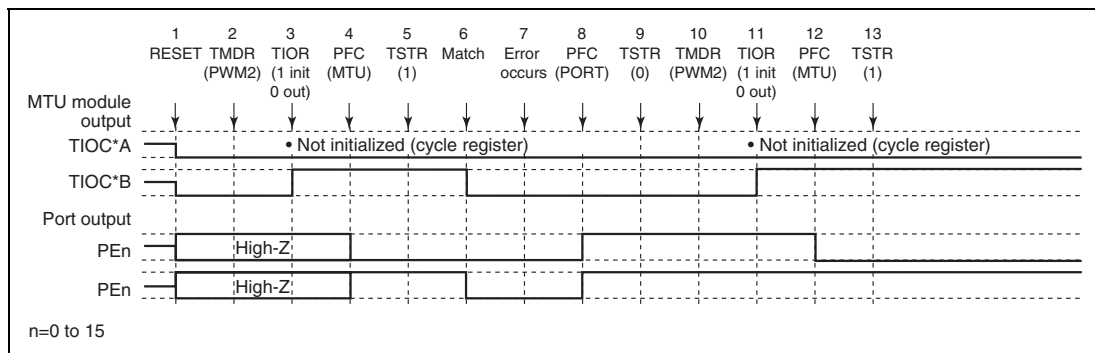 1 2 3 4 5 6 7 8 9 10 11 12 13
RESET TMDR TIOR PFC TSTR Match Error PFC TSTR TMDR TIOR PFC TSTR
(PWM2) (1 init (MTU) (1) occurs (PORT) (0) (PWM2) (1 init (MTU) (1)
0 out) 0 out)
MTU module
output
TIOC*A • Not initialized (cycle register) • Not initialized (cycle register)
TIOC*B
Port output
PEn High-Z
PEn High-Z
n=0 to 15